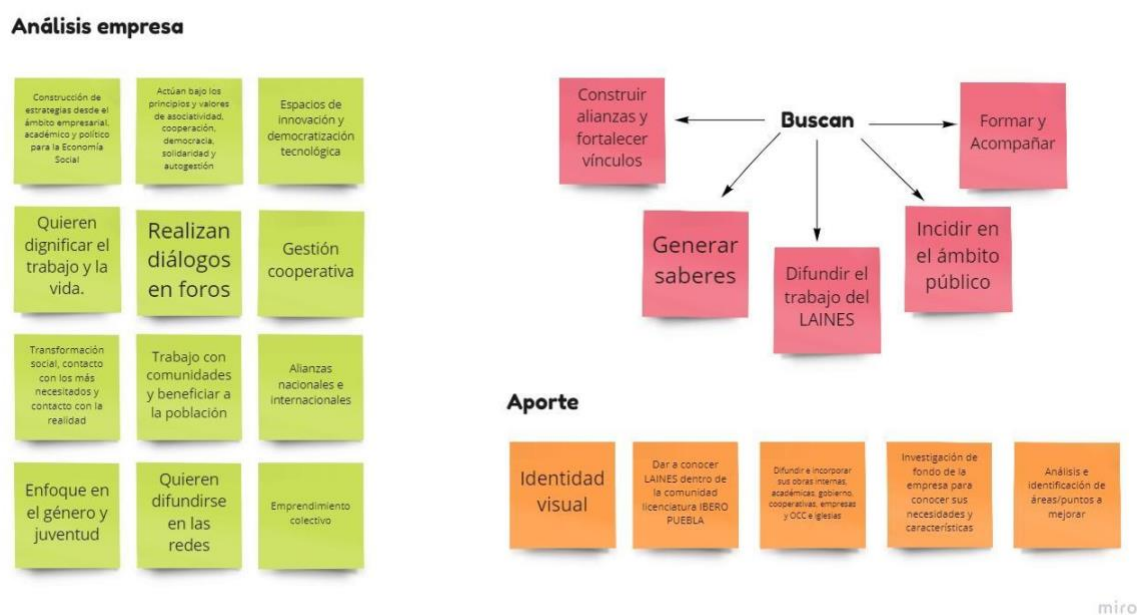 Análisis empresa
Construcción de
estrategias desde el
ámbito empresarial,
académico y político
para la Economía
Social
Actúan bajo los
principios y valores
de asociatividad,
cooperación,
democracia,
solidaridad y
autogestión
Espacios de
innovación y
democratización
tecnológica
Quieren
dignificar el
trabajo y la
vida.
Realizan
diálogos
en foros
Gestión
cooperativa
Transformación
social, contacto
con los más
necesitados y
contacto con la
realidad
Trabajo con
comunidades
y beneficiar a
la población
Alianzas
nacionales e
internacionales
Enfoque en
el género y
juventud
Quieren
difundirse
en las
redes
Emprendimiento
colectivo
Buscan
Construir
alianzas y
fortalecer
vínculos
Generar
saberes
Difundir el
trabajo del
LAINES
Incidir en
el ámbito
público
Formar y
Acompañar
Aporte
Identidad
visual
Dar a conocer
LAINES dentro de
la comunidad
licenciatura IBERO
PUEBLA
Difundir e incorporar
sus obras internas,
académicas, gobierno,
cooperativas, empresas
y OCC e iglesias
Investigación de
fondo de la
empresa para
conocer sus
necesidades y
características
Análisis e
identificación de
áreas/puntos a
mejorar
miro